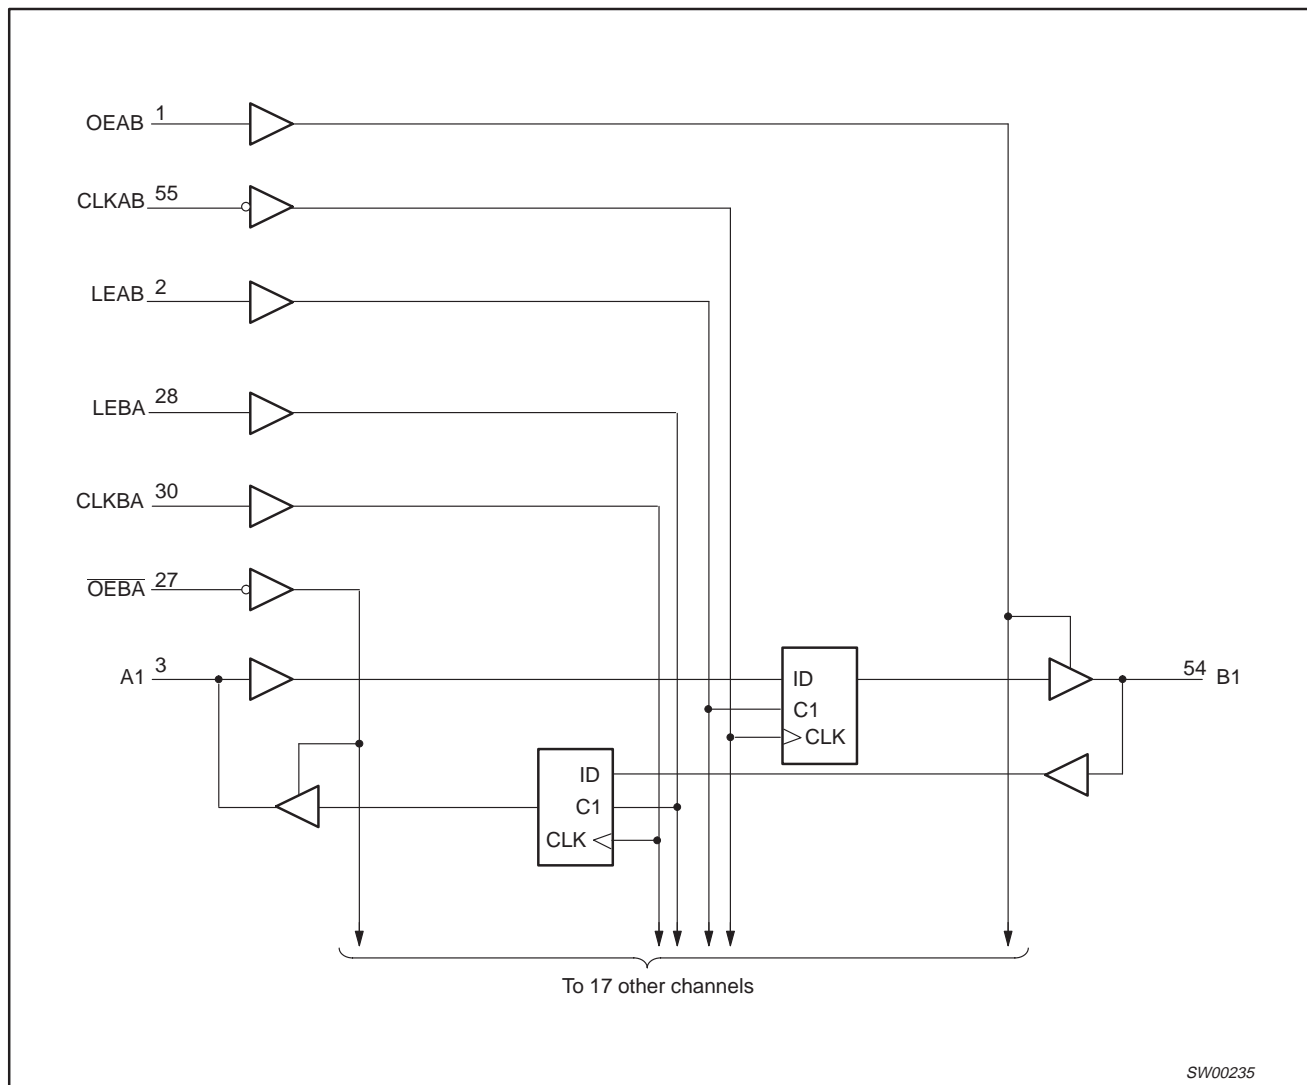 OEAB 1
CLKAB 55
LEAB 2
LEBA 28
CLKBA 30
OEBA 27
A1 3
ID
C1
CLK
54 B1
ID
C1
CLK
To 17 other channels
SW00235